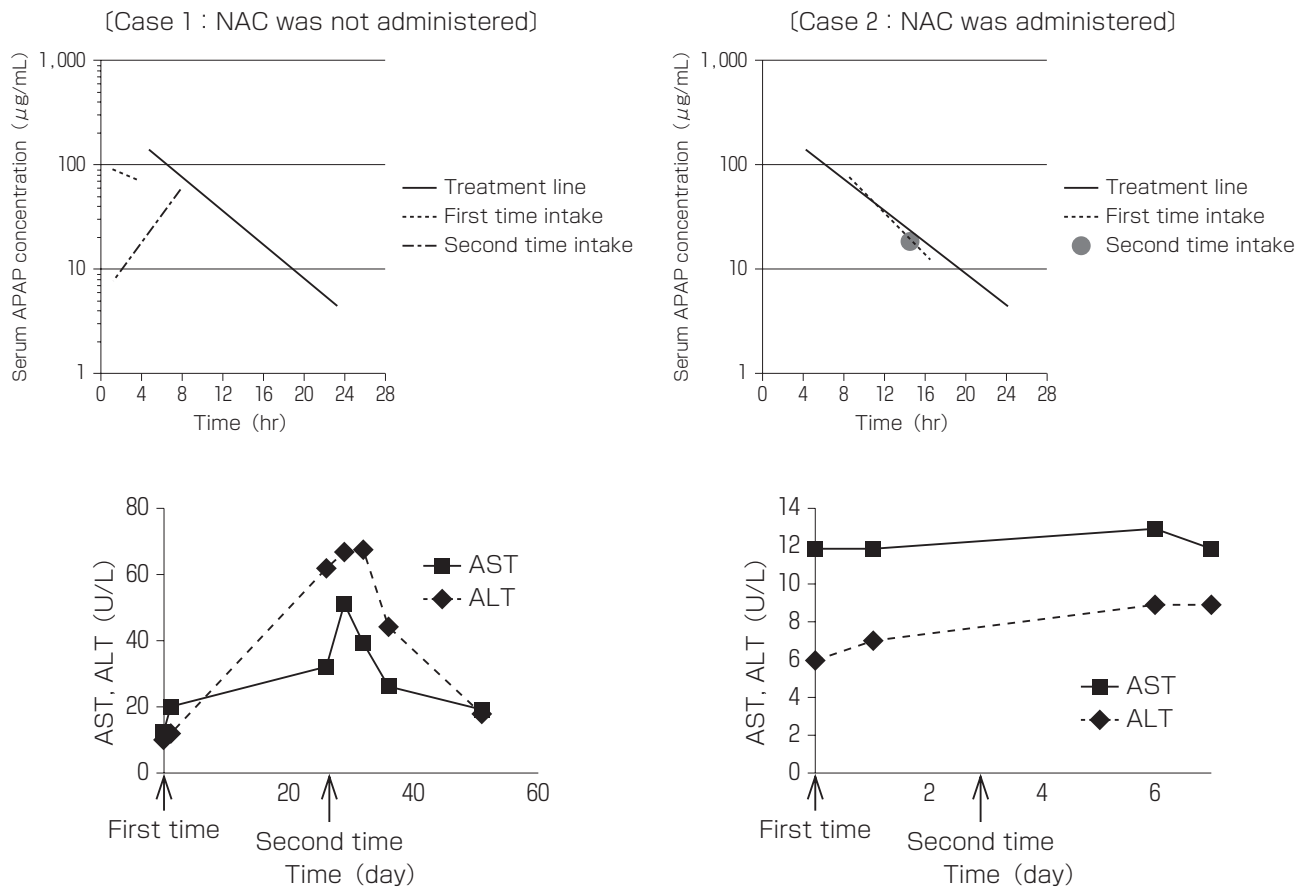 〔Case 1 : NAC was not administered〕
Serum APAP concentration (μg/mL)
1,000
100
10
1
0 4 8 12 16 20 24 28
Time (hr)
Treatment line
First time intake
Second time intake
〔Case 2 : NAC was administered〕
Serum APAP concentration (μg/mL)
1,000
100
10
1
0 4 8 12 16 20 24 28
Time (hr)
Treatment line
First time intake
Second time intake
AST, ALT (U/L)
80
60
40
20
0
20 40 60
AST
ALT
First time
Second time
Time (day)
AST, ALT (U/L)
14
12
10
8
6
4
2
0
2 4 6
AST
ALT
First time
Second time
Time (day)